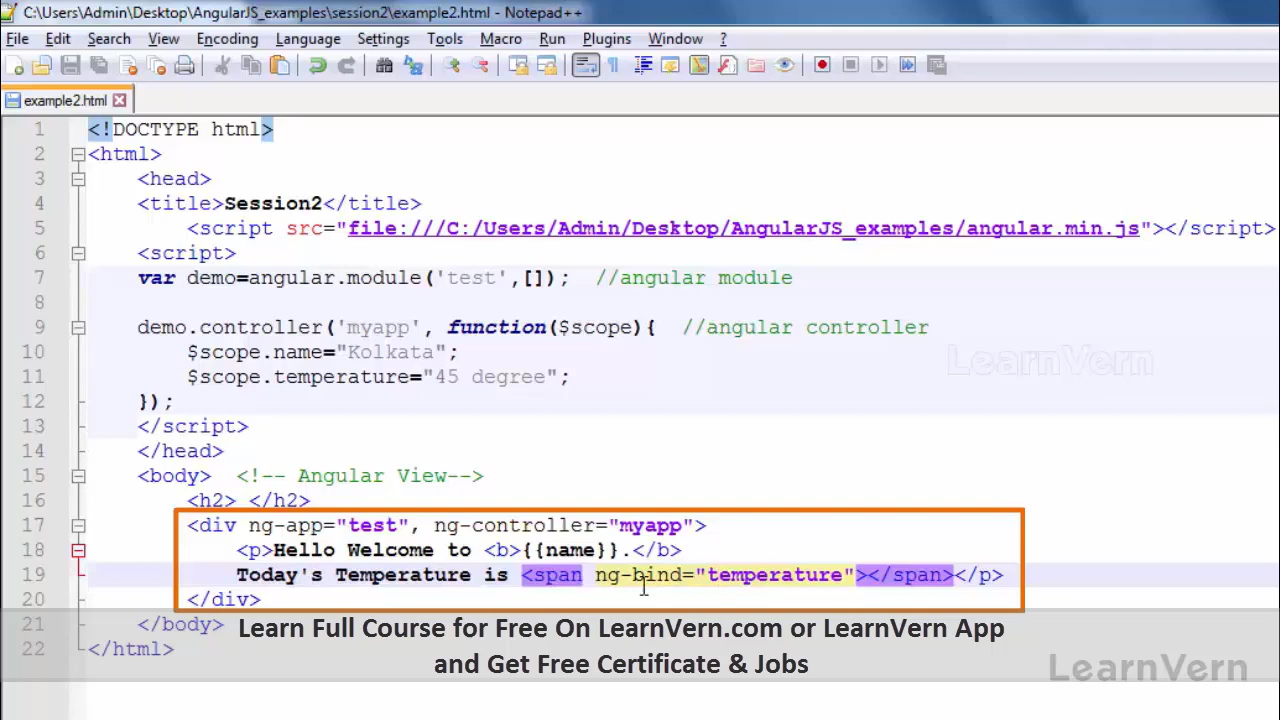 C:\Users\Admin\Desktop\AngularJS_examples\session2\example2.html - Notepad++
File Edit Search View Encoding Language Settings Tools Macro Run Plugins Window ?
example2.html
1 <!DOCTYPE html>
2 <html>
3 <head>
4 <title>Session2</title>
5 <script src="file:///C:/Users/Admin/Desktop/AngularJS_examples/angular.min.js"></script>
6 <script>
7 var demo=angular.module('test',[]); //angular module
8
9 demo.controller('myapp', function($scope){ //angular controller
10 $scope.name="Kolkata";
11 $scope.temperature="45 degree";
12 });
13 </script>
14 </head>
15 <body> <!-- Angular View-->
16 <h2> </h2>
17 <div ng-app="test", ng-controller="myapp">
18 <p>Hello Welcome to <b>{{name}}.</b>
19 Today's Temperature is <span ng-bind="temperature"></span></p>
20 </div>
21 </body>
22 </html>
LearnVern
Learn Full Course for Free On LearnVern.com or LearnVern App
and Get Free Certificate & Jobs
LearnVern